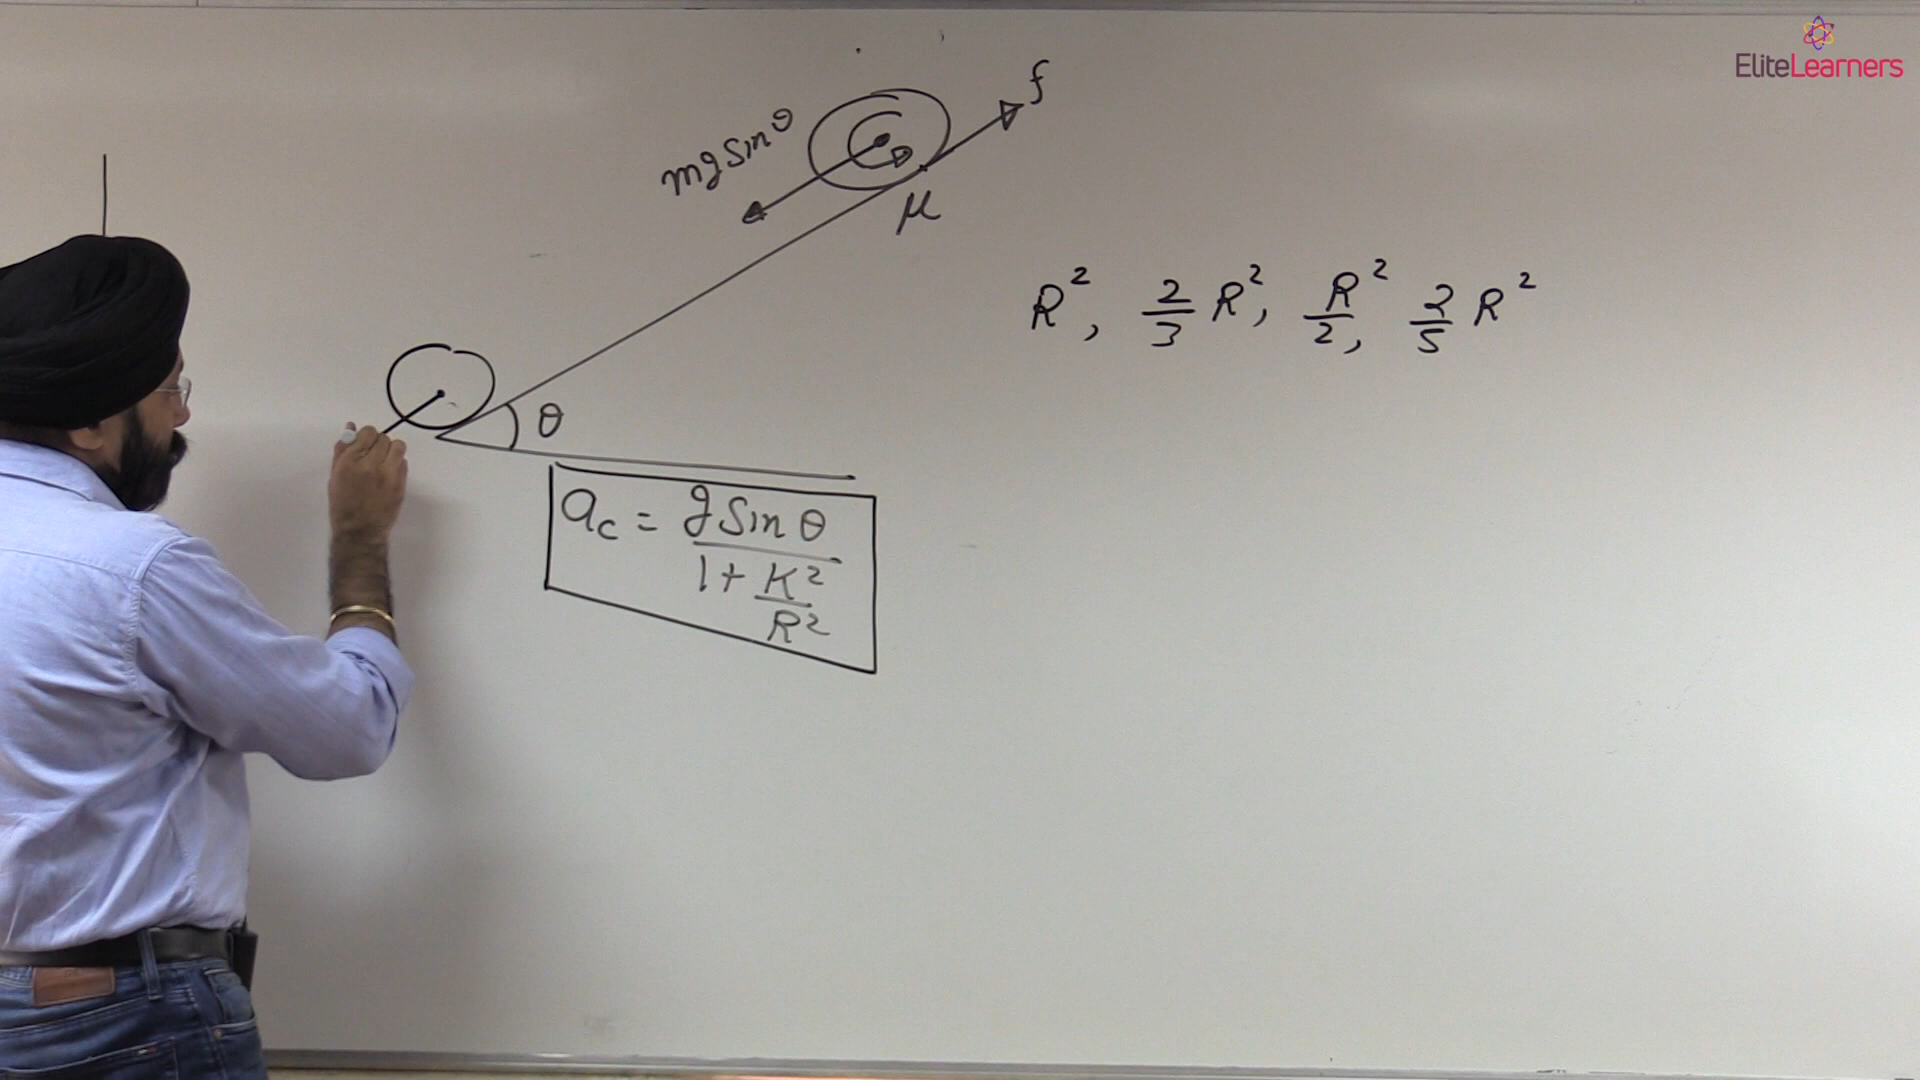 EliteLearners
f
mg sin θ
μ
R², 2/3 R², R²/2, 2/5 R²
θ
a_c = g sin θ / (1 + K²/R²)